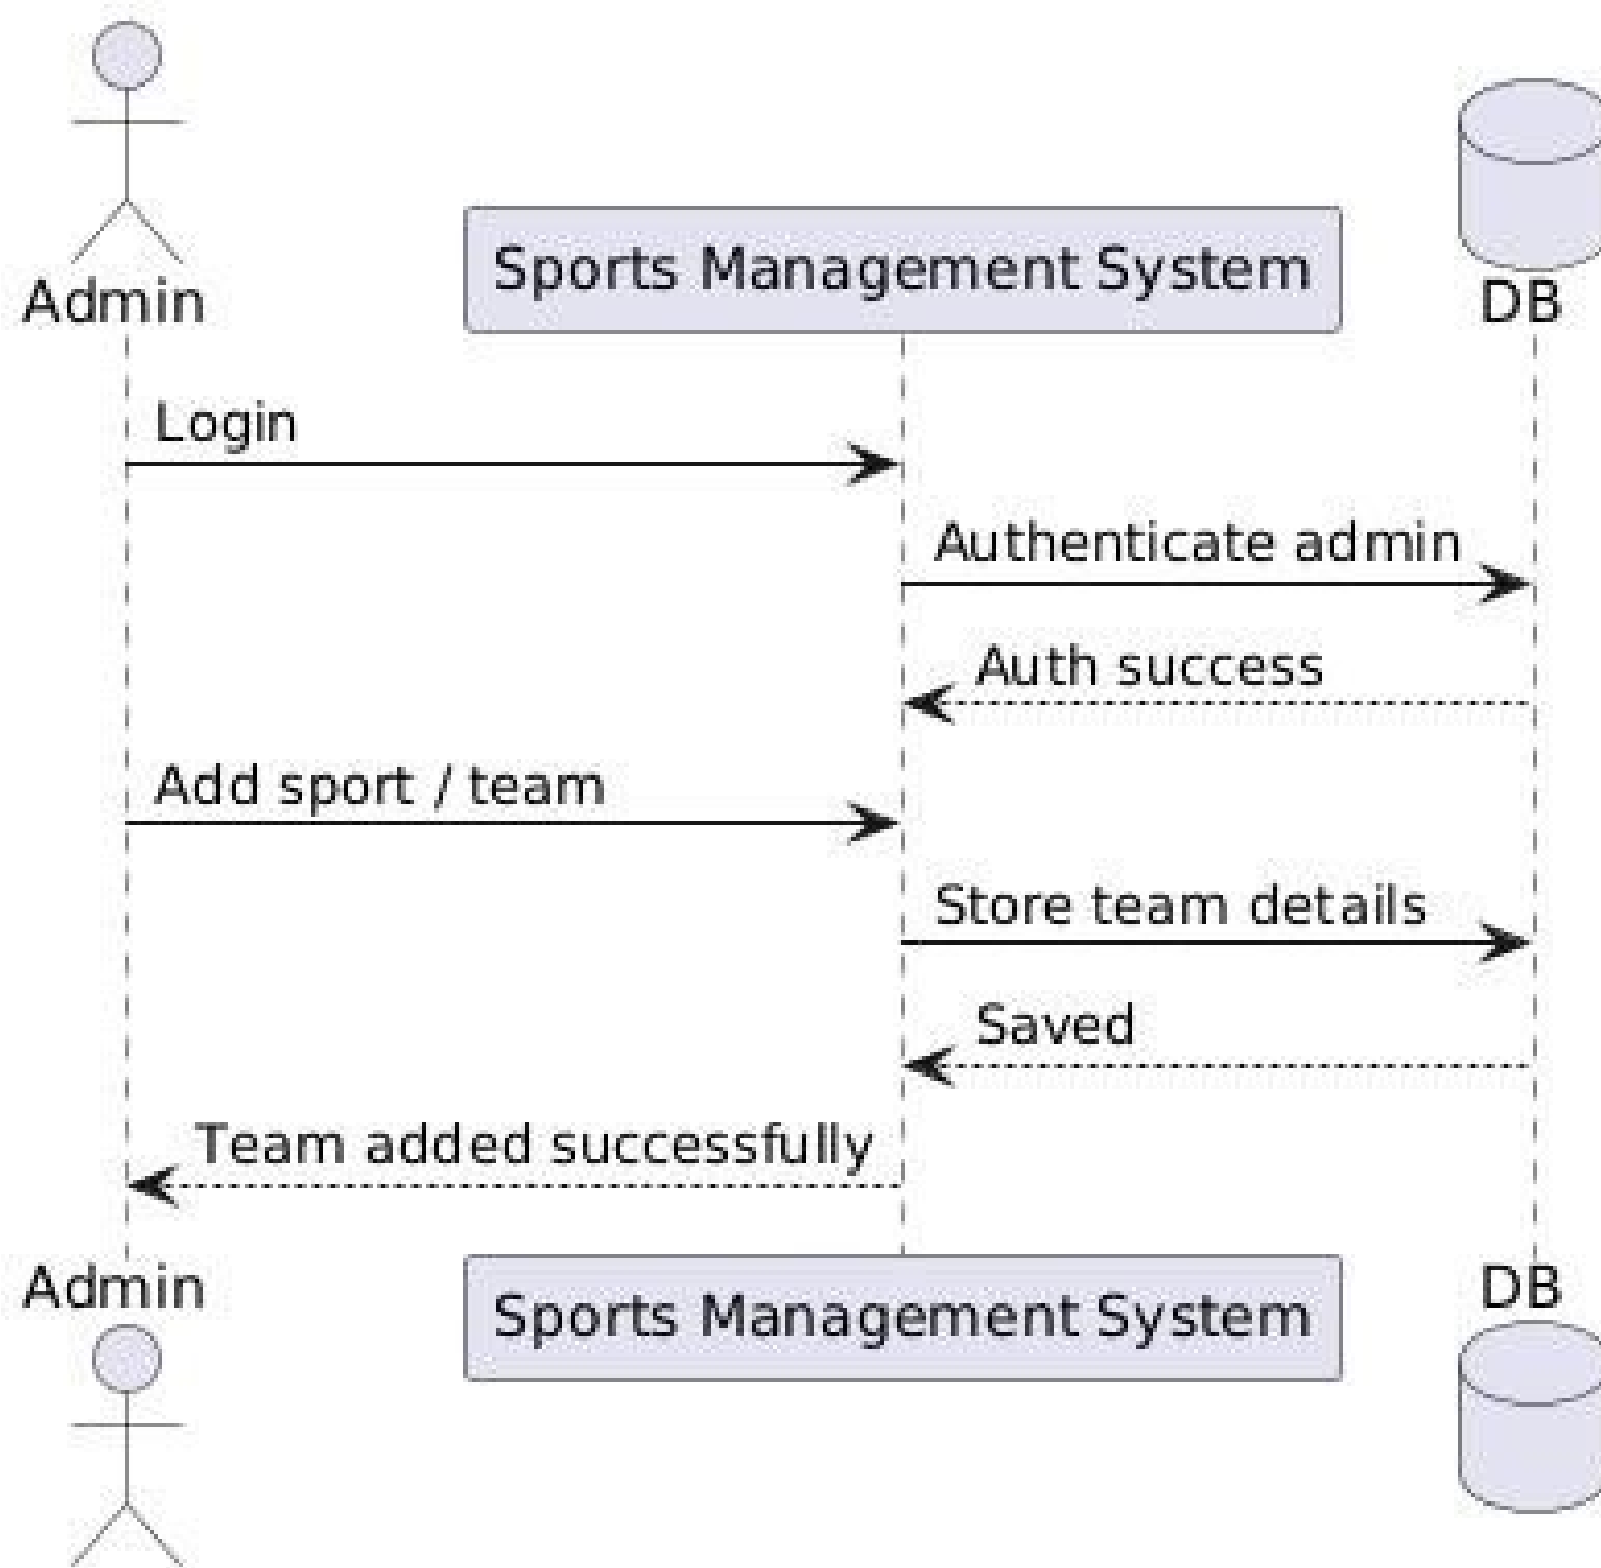 Admin
Sports Management System
DB
Login
Authenticate admin
Auth success
Add sport / team
Store team details
Saved
Team added successfully
Admin
Sports Management System
DB